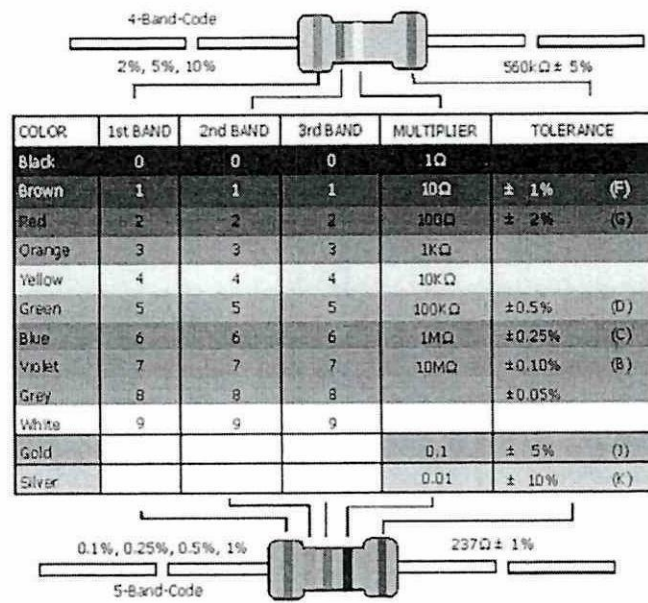 4-Band-Code
2%, 5%, 10%
560kΩ ± 5%
COLOR 1st BAND 2nd BAND 3rd BAND MULTIPLIER TOLERANCE
Black 0 0 0 1Ω
Brown 1 1 1 10Ω ± 1% (F)
Red 2 2 2 100Ω ± 2% (G)
Orange 3 3 3 1KΩ
Yellow 4 4 4 10KΩ
Green 5 5 5 100KΩ ±0.5% (D)
Blue 6 6 6 1MΩ ±0.25% (C)
Violet 7 7 7 10MΩ ±0.10% (B)
Grey 8 8 8 ±0.05%
White 9 9 9
Gold 0.1 ± 5% (J)
Silver 0.01 ± 10% (K)
0.1%, 0.25%, 0.5%, 1%
237Ω ± 1%
5-Band-Code